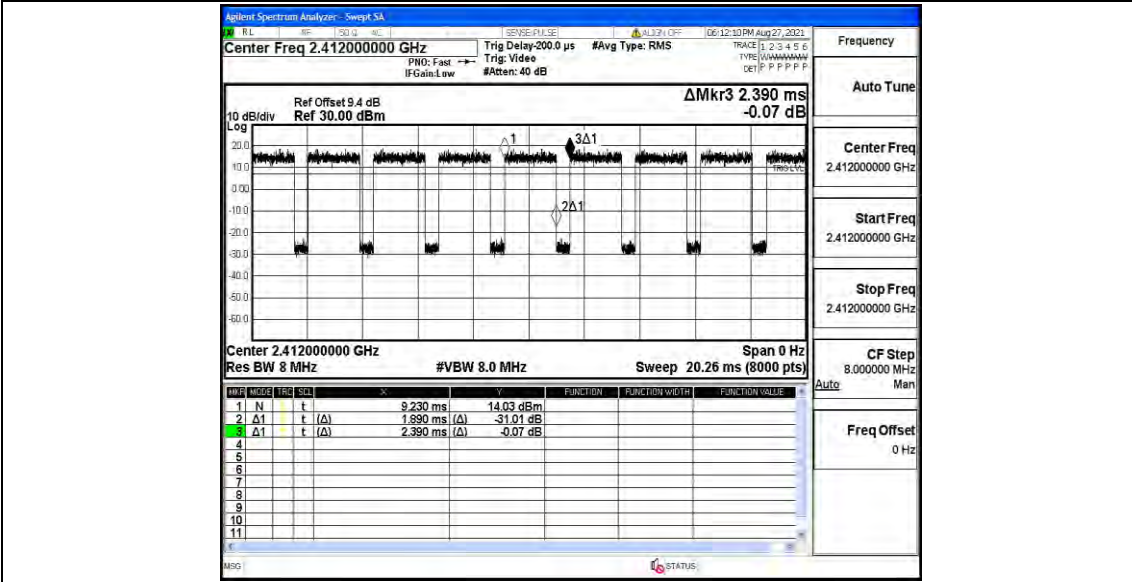 Agilent Spectrum Analyzer - Swept SA
RL RF 50 Ω AC SENSE:PULSE ALIGN OFF 06:12:10 PM Aug 27, 2021
Center Freq 2.412000000 GHz
PNO: Fast
IFGain:Low
Trig Delay-200.0 µs
Trig: Video
#Atten: 40 dB
#Avg Type: RMS
TRACE 1 2 3 4 5 6
TYPE WWWWWW
DET P P P P P P
Ref Offset 9.4 dB
10 dB/div Ref 30.00 dBm
Log
ΔMkr3 2.390 ms
-0.07 dB
20.0
10.0
0.00
-10.0
-20.0
-30.0
-40.0
-50.0
-60.0
1
3Δ1
2Δ1
TRIG LVL
Center 2.412000000 GHz Span 0 Hz
Res BW 8 MHz #VBW 8.0 MHz Sweep 20.26 ms (8000 pts)
MKR MODE TRC SCL X Y FUNCTION FUNCTION WIDTH FUNCTION VALUE
1 N t 9.230 ms 14.03 dBm
2 Δ1 t (Δ) 1.890 ms (Δ) -31.01 dB
3 Δ1 t (Δ) 2.390 ms (Δ) -0.07 dB
4
5
6
7
8
9
10
11
MSG STATUS
Frequency
Auto Tune
Center Freq
2.412000000 GHz
Start Freq
2.412000000 GHz
Stop Freq
2.412000000 GHz
CF Step
8.000000 MHz
Auto Man
Freq Offset
0 Hz